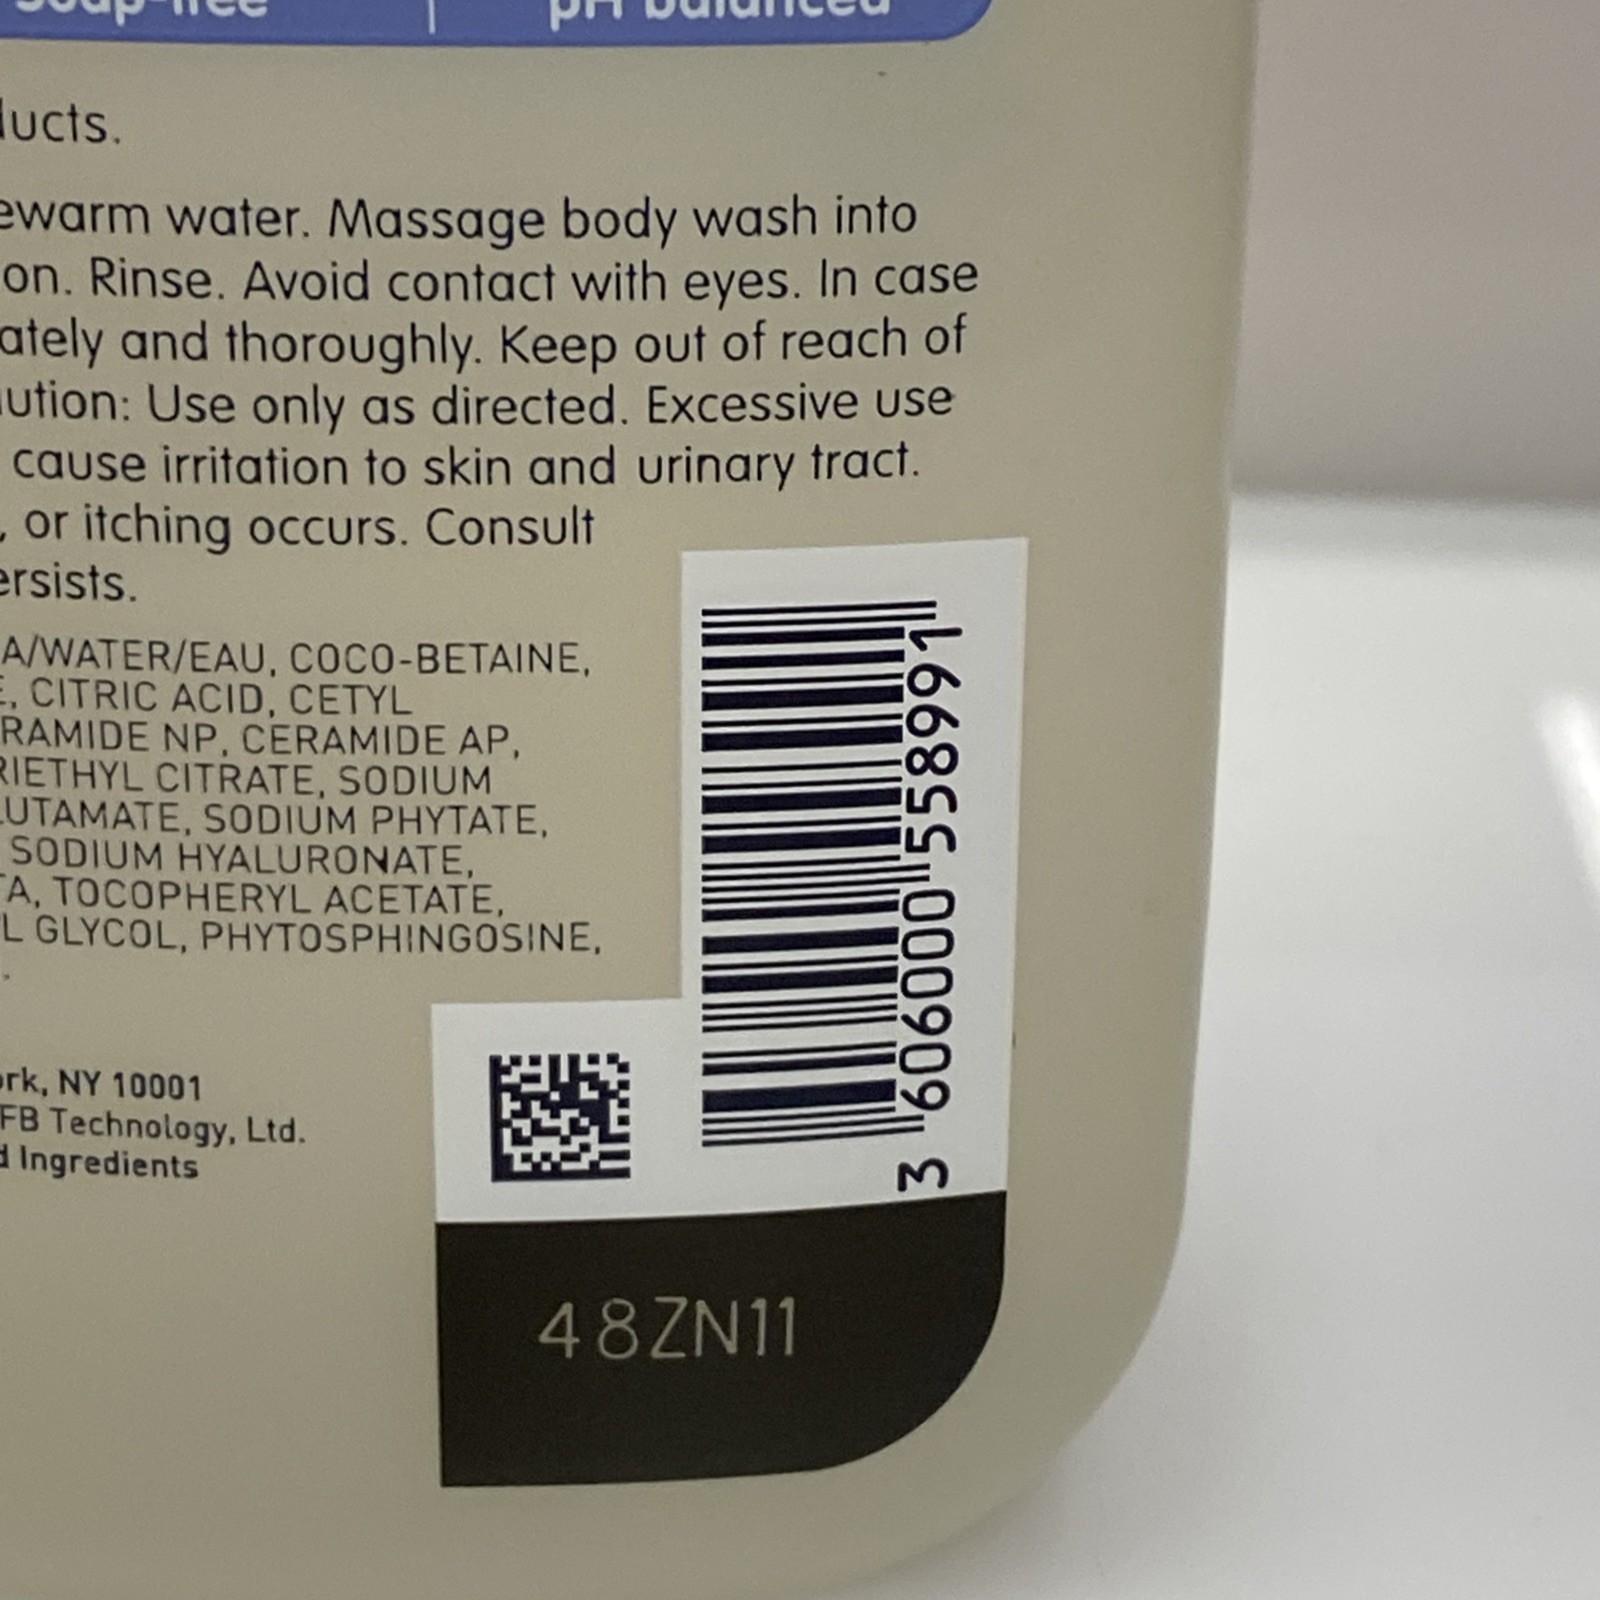 soap-free | pH balanced
ducts.
ewarm water. Massage body wash into
on. Rinse. Avoid contact with eyes. In case
ately and thoroughly. Keep out of reach of
ution: Use only as directed. Excessive use
cause irritation to skin and urinary tract.
, or itching occurs. Consult
ersists.
A/WATER/EAU, COCO-BETAINE,
E, CITRIC ACID, CETYL
RAMIDE NP, CERAMIDE AP,
RIETHYL CITRATE, SODIUM
LUTAMATE, SODIUM PHYTATE,
SODIUM HYALURONATE,
TA, TOCOPHERYL ACETATE,
L GLYCOL, PHYTOSPHINGOSINE,
.
ork, NY 10001
FB Technology, Ltd.
d Ingredients
3 606000 558991
48ZN11